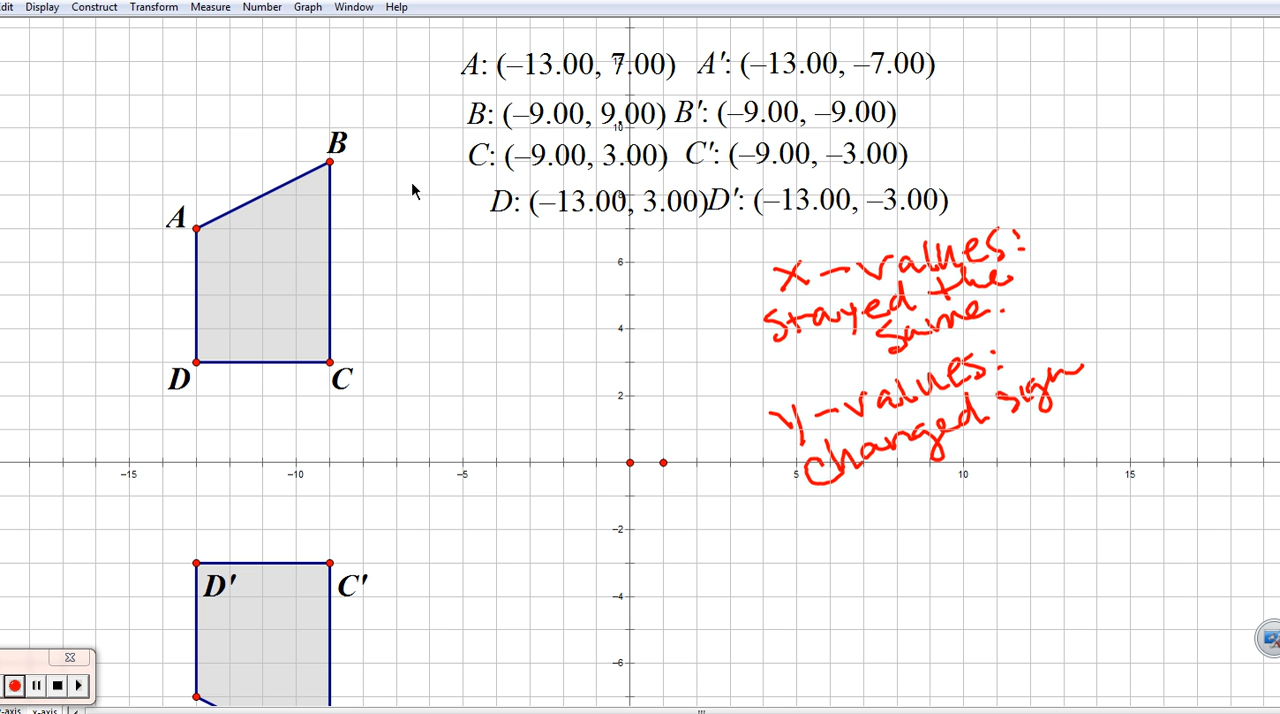 dit Display Construct Transform Measure Number Graph Window Help
A: (–13.00, 7.00) A′: (–13.00, –7.00)
B: (–9.00, 9.00) B′: (–9.00, –9.00)
C: (–9.00, 3.00) C′: (–9.00, –3.00)
D: (–13.00, 3.00) D′: (–13.00, –3.00)
10
B
A
x-values:
stayed the
same.
6
4
D
C
y-values:
changed sign
2
–15 –10 –5 5 10 15
–2
D′ C′
–4
–6
x-axis